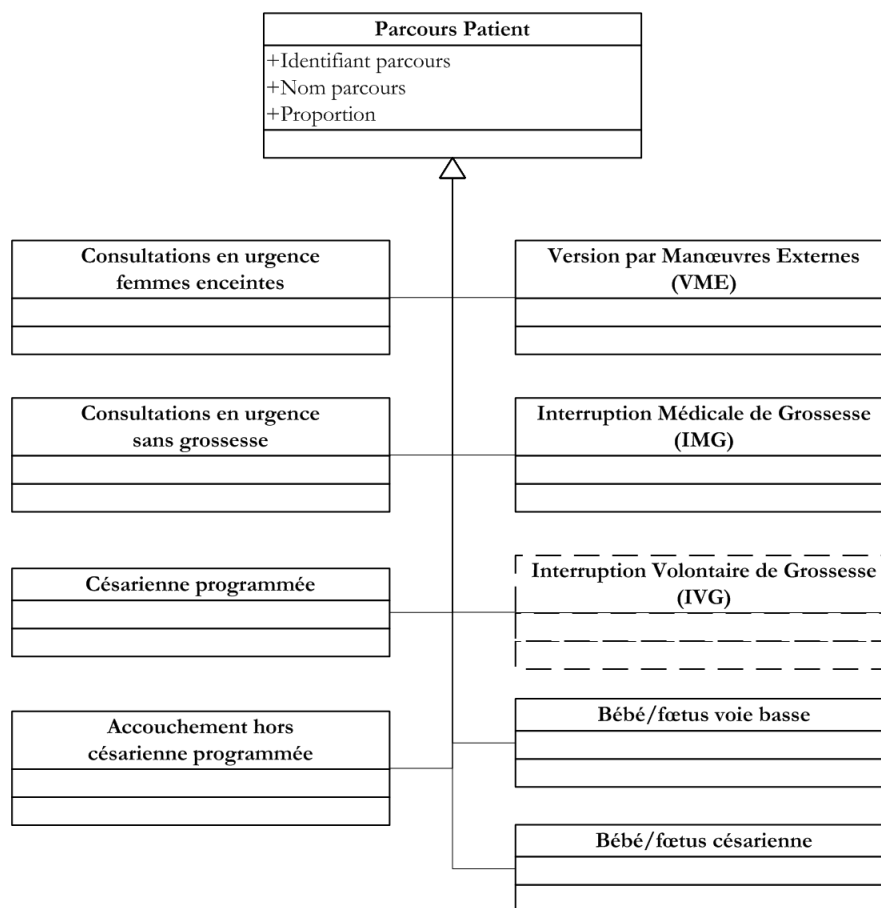 Parcours Patient
+Identifiant parcours
+Nom parcours
+Proportion
Consultations en urgence
femmes enceintes
Version par Manœuvres Externes
(VME)
Consultations en urgence
sans grossesse
Interruption Médicale de Grossesse
(IMG)
Césarienne programmée
Interruption Volontaire de Grossesse
(IVG)
Accouchement hors
césarienne programmée
Bébé/fœtus voie basse
Bébé/fœtus césarienne